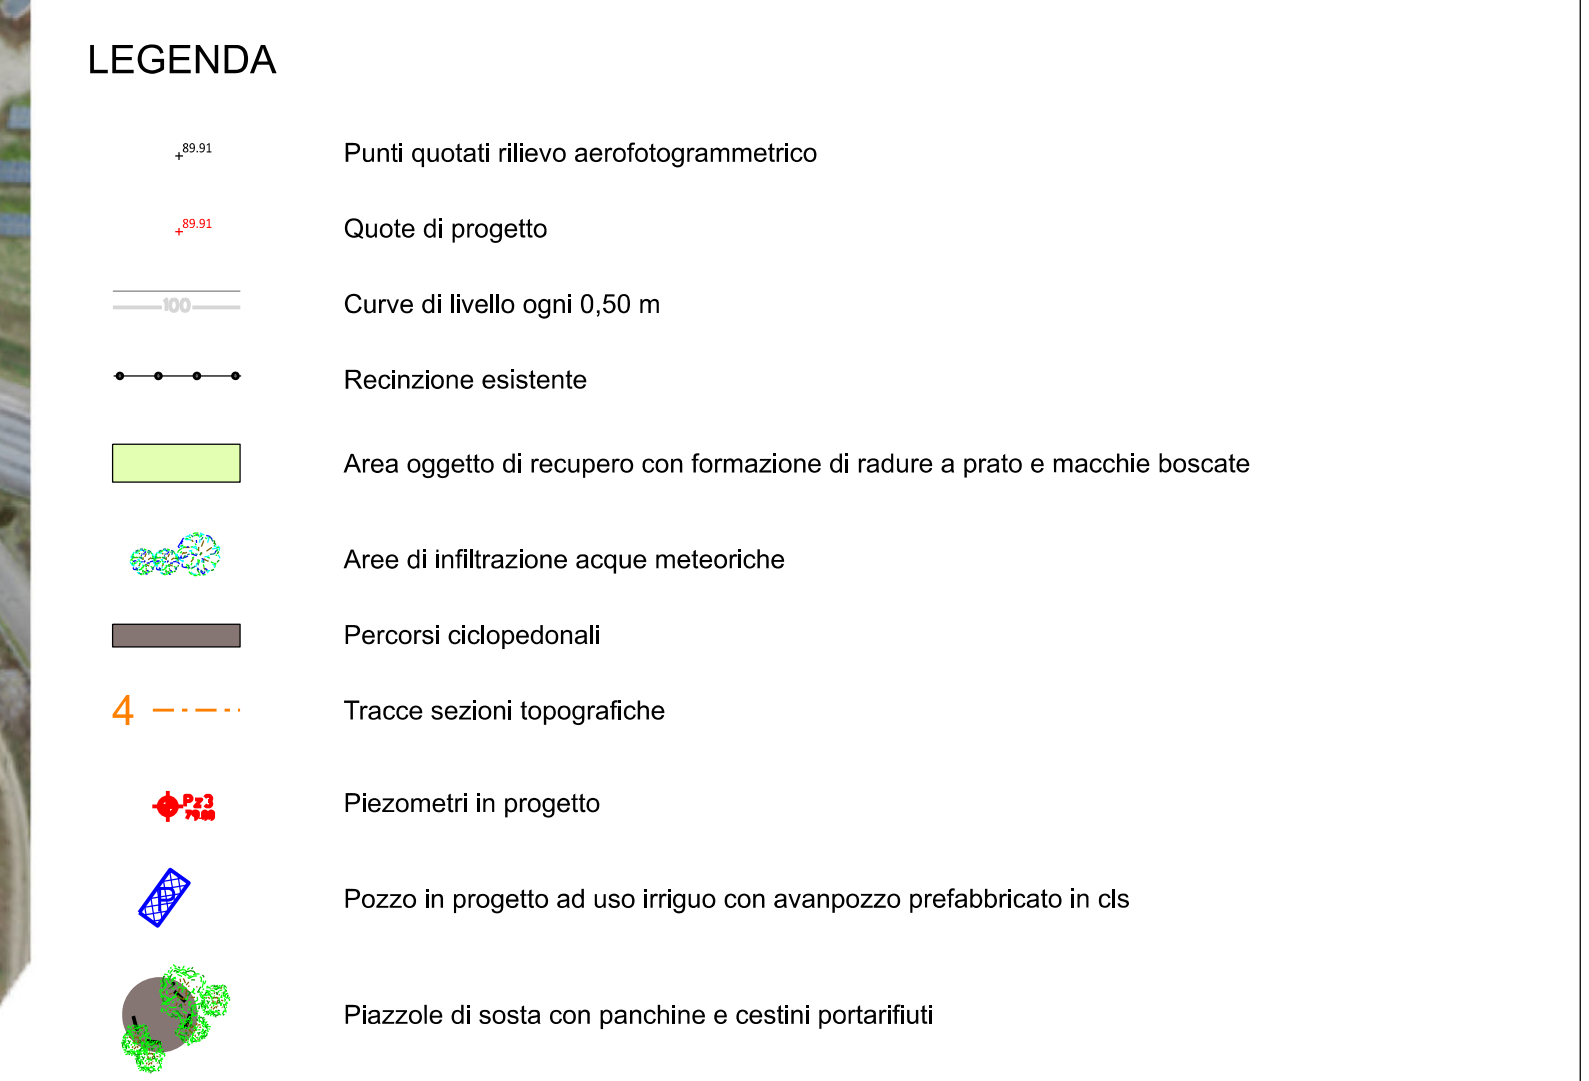 LEGENDA
89.91 Punti quotati rilievo aerofotogrammetrico
89.91 Quote di progetto
100 Curve di livello ogni 0,50 m
Recinzione esistente
Area oggetto di recupero con formazione di radure a prato e macchie boscate
Aree di infiltrazione acque meteoriche
Percorsi ciclopedonali
4 Tracce sezioni topografiche
Pz3
79.00
Piezometri in progetto
P Pozzo in progetto ad uso irriguo con avanpozzo prefabbricato in cls
Piazzole di sosta con panchine e cestini portarifiuti